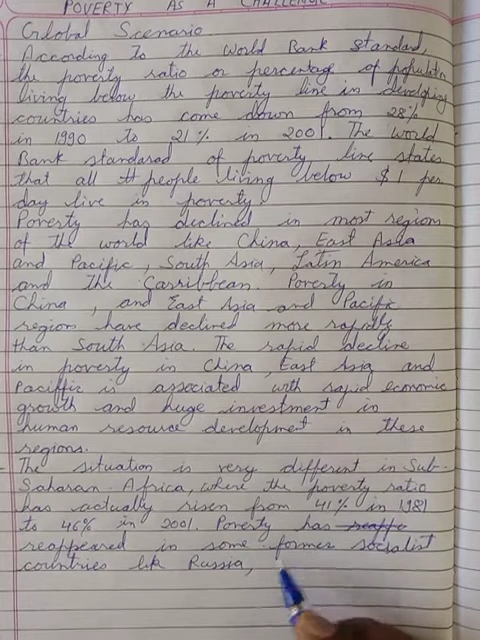 POVERTY AS A CHALLENGE
Global Scenario
According To the World Bank standard,
the poverty ratio or percentage of population
living below the poverty line in developing
countries has come down from 28%
in 1990 to 21% in 2001. The world
Bank standarad of poverty line states
that all people living below $1 per
day live in poverty.
Poverty has declined in most regions
of the world like China, East Asia
and Pacific, South Asia, Latin America
and the Carribbean. Poverty in
China, and East Asia and Pacific
region have declined more rapidly
than South Asia. The rapid decline
in poverty in China, East Asia and
Paciffic is associated with rapid economic
growth and huge investment in
human resource development in these
regions.
The situation is very different in Sub-
Saharan Africa, where the poverty ratio
has actually risen from 41% in 1981
to 46% in 2001. Poverty has
reappeared in some former socialist
countries like Russia,